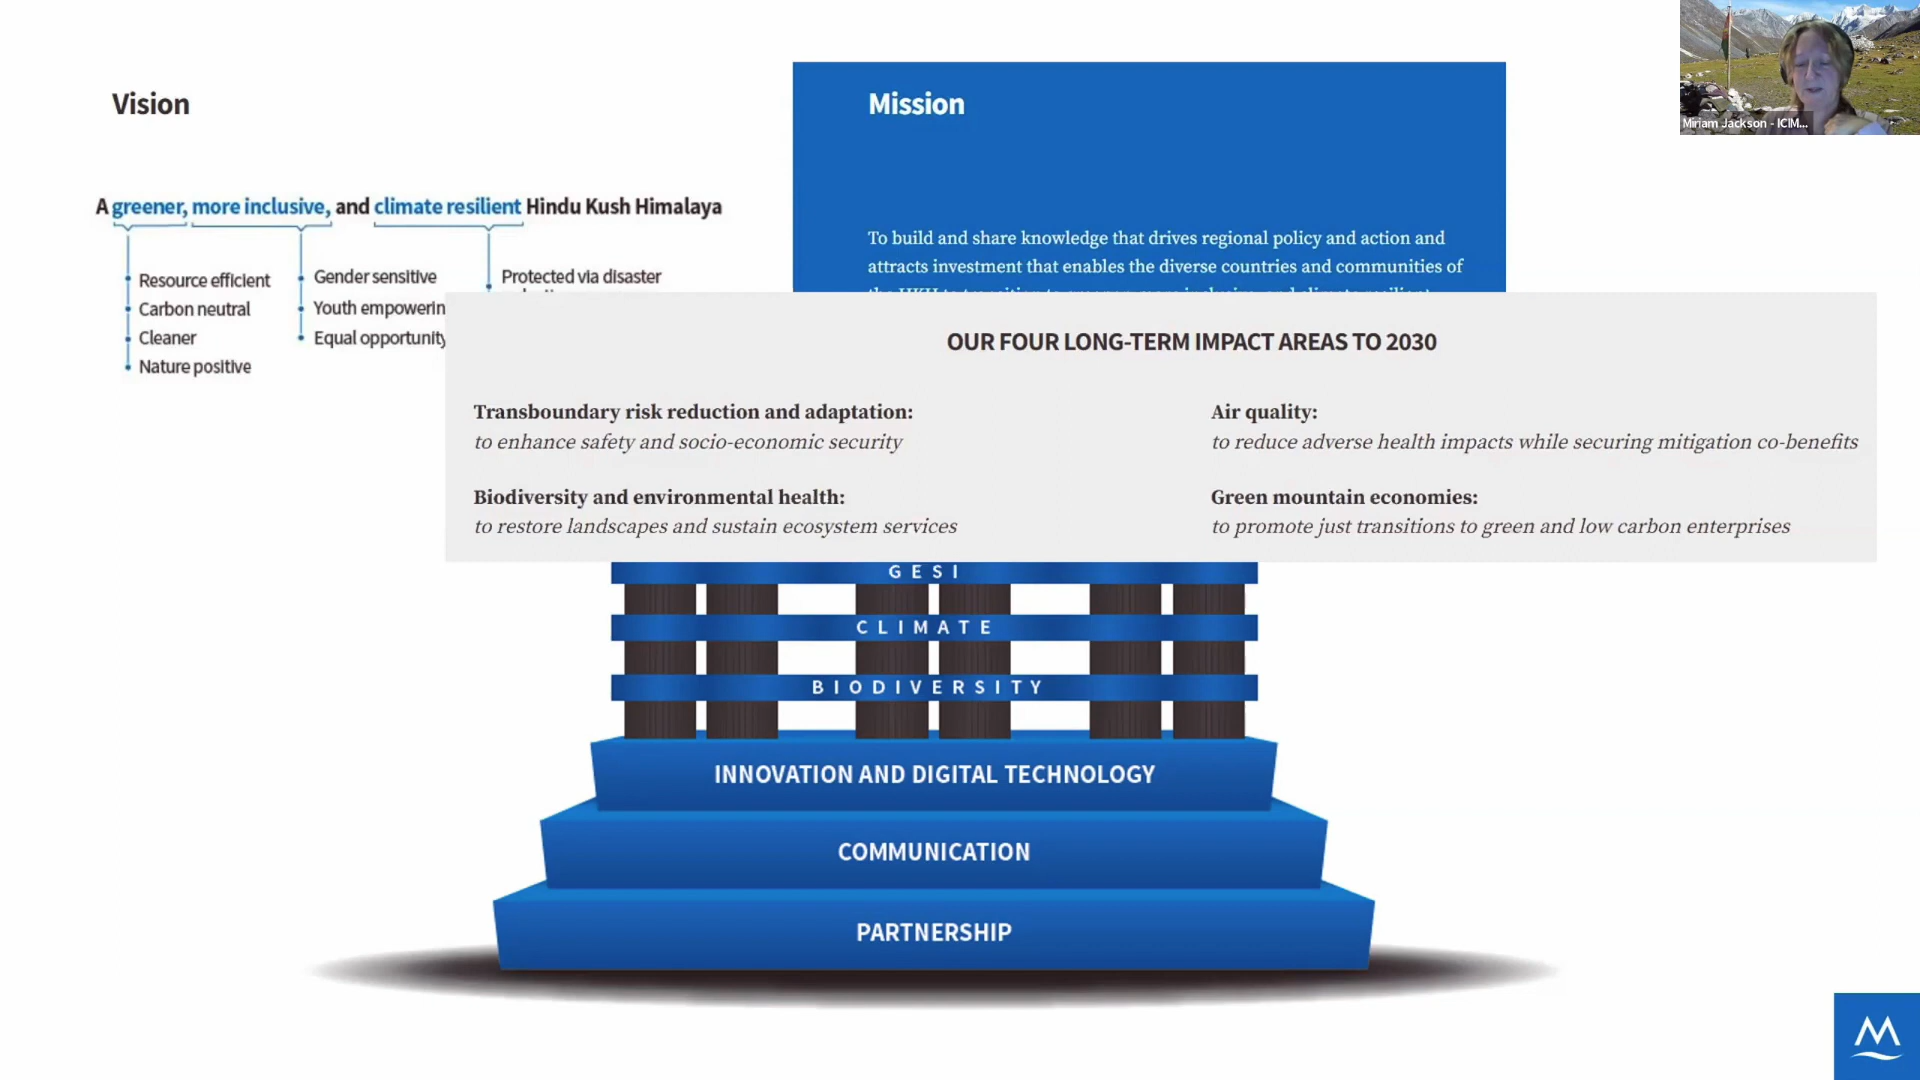 Vision
A greener, more inclusive, and climate resilient Hindu Kush Himalaya
Resource efficient
Carbon neutral
Cleaner
Nature positive
Gender sensitive
Youth empowerin
Equal opportunity
Protected via disaster
Mission
To build and share knowledge that drives regional policy and action and
attracts investment that enables the diverse countries and communities of
OUR FOUR LONG-TERM IMPACT AREAS TO 2030
Transboundary risk reduction and adaptation:
to enhance safety and socio-economic security
Biodiversity and environmental health:
to restore landscapes and sustain ecosystem services
Air quality:
to reduce adverse health impacts while securing mitigation co-benefits
Green mountain economies:
to promote just transitions to green and low carbon enterprises
GESI
CLIMATE
BIODIVERSITY
INNOVATION AND DIGITAL TECHNOLOGY
COMMUNICATION
PARTNERSHIP
Miriam Jackson - ICIM...